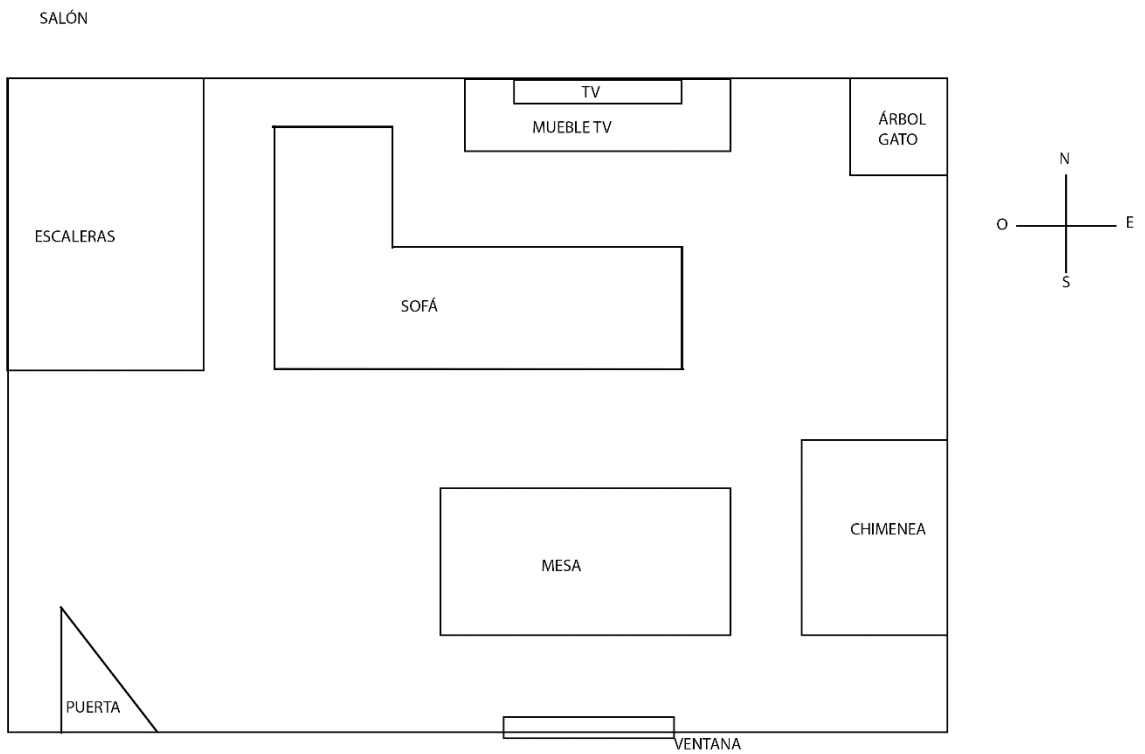 SALÓN
TV
MUEBLE TV
ÁRBOL
GATO
ESCALERAS
SOFÁ
N
O
E
S
MESA
CHIMENEA
PUERTA
VENTANA